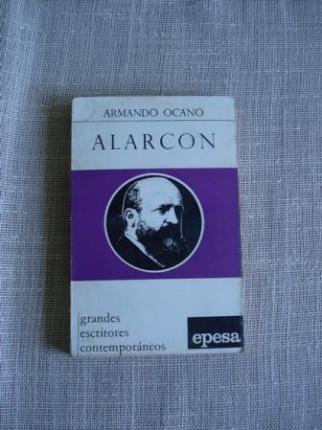 ARMANDO OCANO
ALARCON
grandes
escritores
contemporáneos
epesa